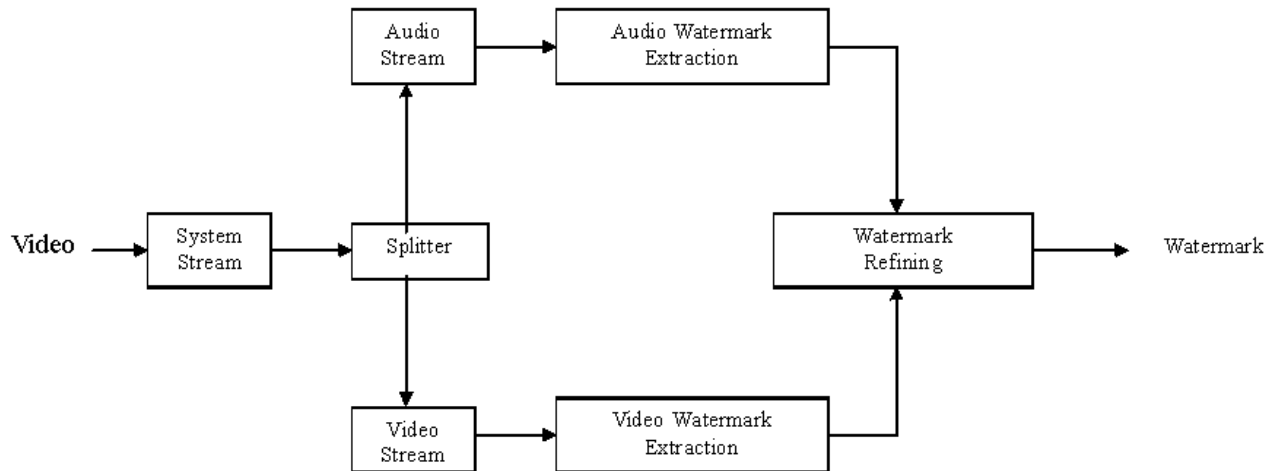 Audio
Stream
Audio Watermark
Extraction
Video
System
Stream
Splitter
Watermark
Refining
Watermark
Video
Stream
Video Watermark
Extraction